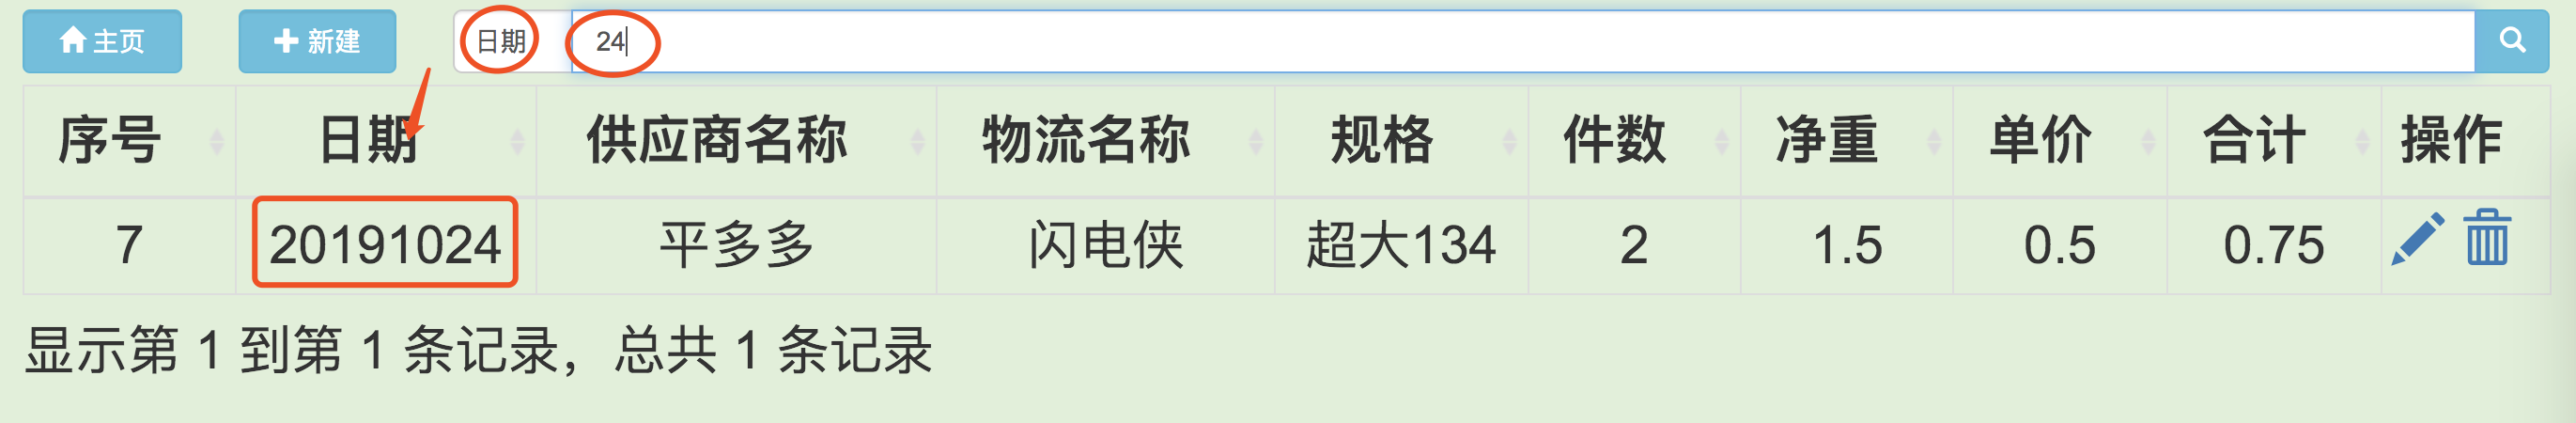 主页 新建 日期 24
序号 日期 供应商名称 物流名称 规格 件数 净重 单价 合计 操作
7 20191024 平多多 闪电侠 超大134 2 1.5 0.5 0.75
显示第 1 到第 1 条记录，总共 1 条记录